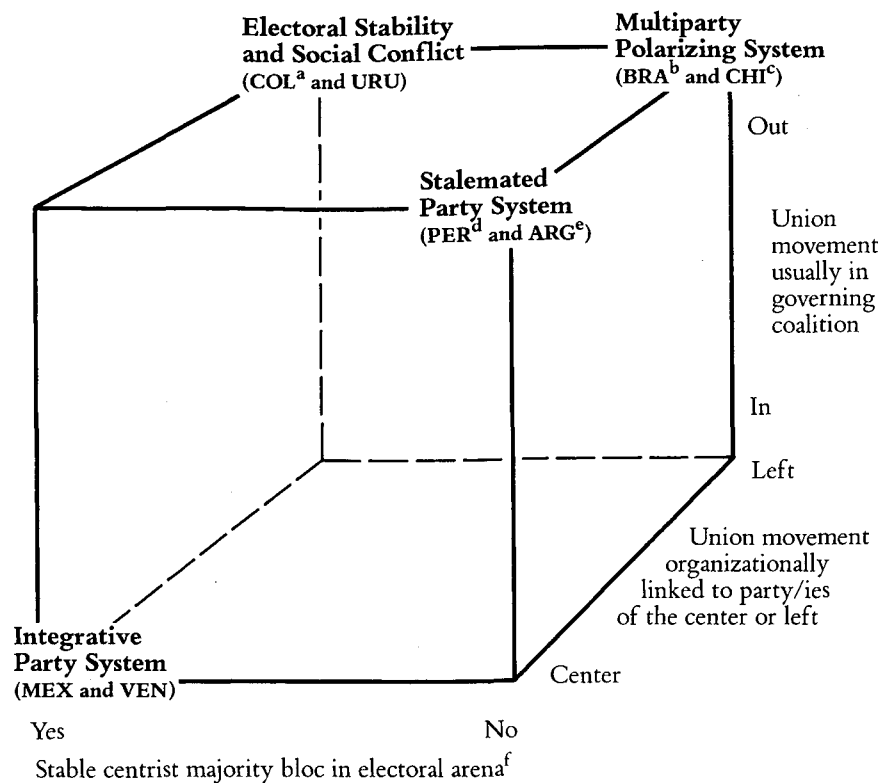 Electoral Stability
and Social Conflict
(COLa and URU)
Multiparty
Polarizing System
(BRAb and CHIc)
Out
Stalemated
Party System
(PERd and ARGe)
Union
movement
usually in
governing
coalition
In
Left
Union movement
organizationally
linked to party/ies
of the center or left
Integrative
Party System
(MEX and VEN)
Center
Yes
No
Stable centrist majority bloc in electoral arenaf